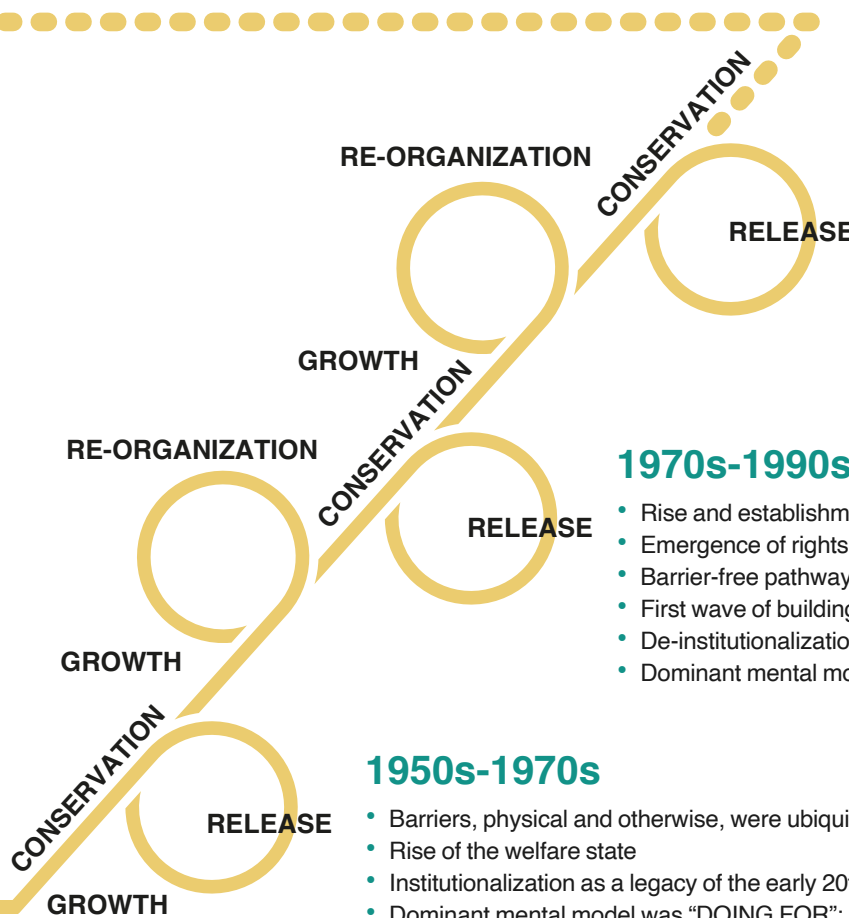 CONSERVATION
RE-ORGANIZATION
RELEASE
GROWTH
CONSERVATION
RE-ORGANIZATION
RELEASE
GROWTH
CONSERVATION
RELEASE
GROWTH
1970s-1990s
• Rise and establishm
• Emergence of rights
• Barrier-free pathway
• First wave of building
• De-institutionalizatio
• Dominant mental mo
1950s-1970s
• Barriers, physical and otherwise, were ubiqui
• Rise of the welfare state
• Institutionalization as a legacy of the early 20
• Dominant mental model was “DOING FOR”: